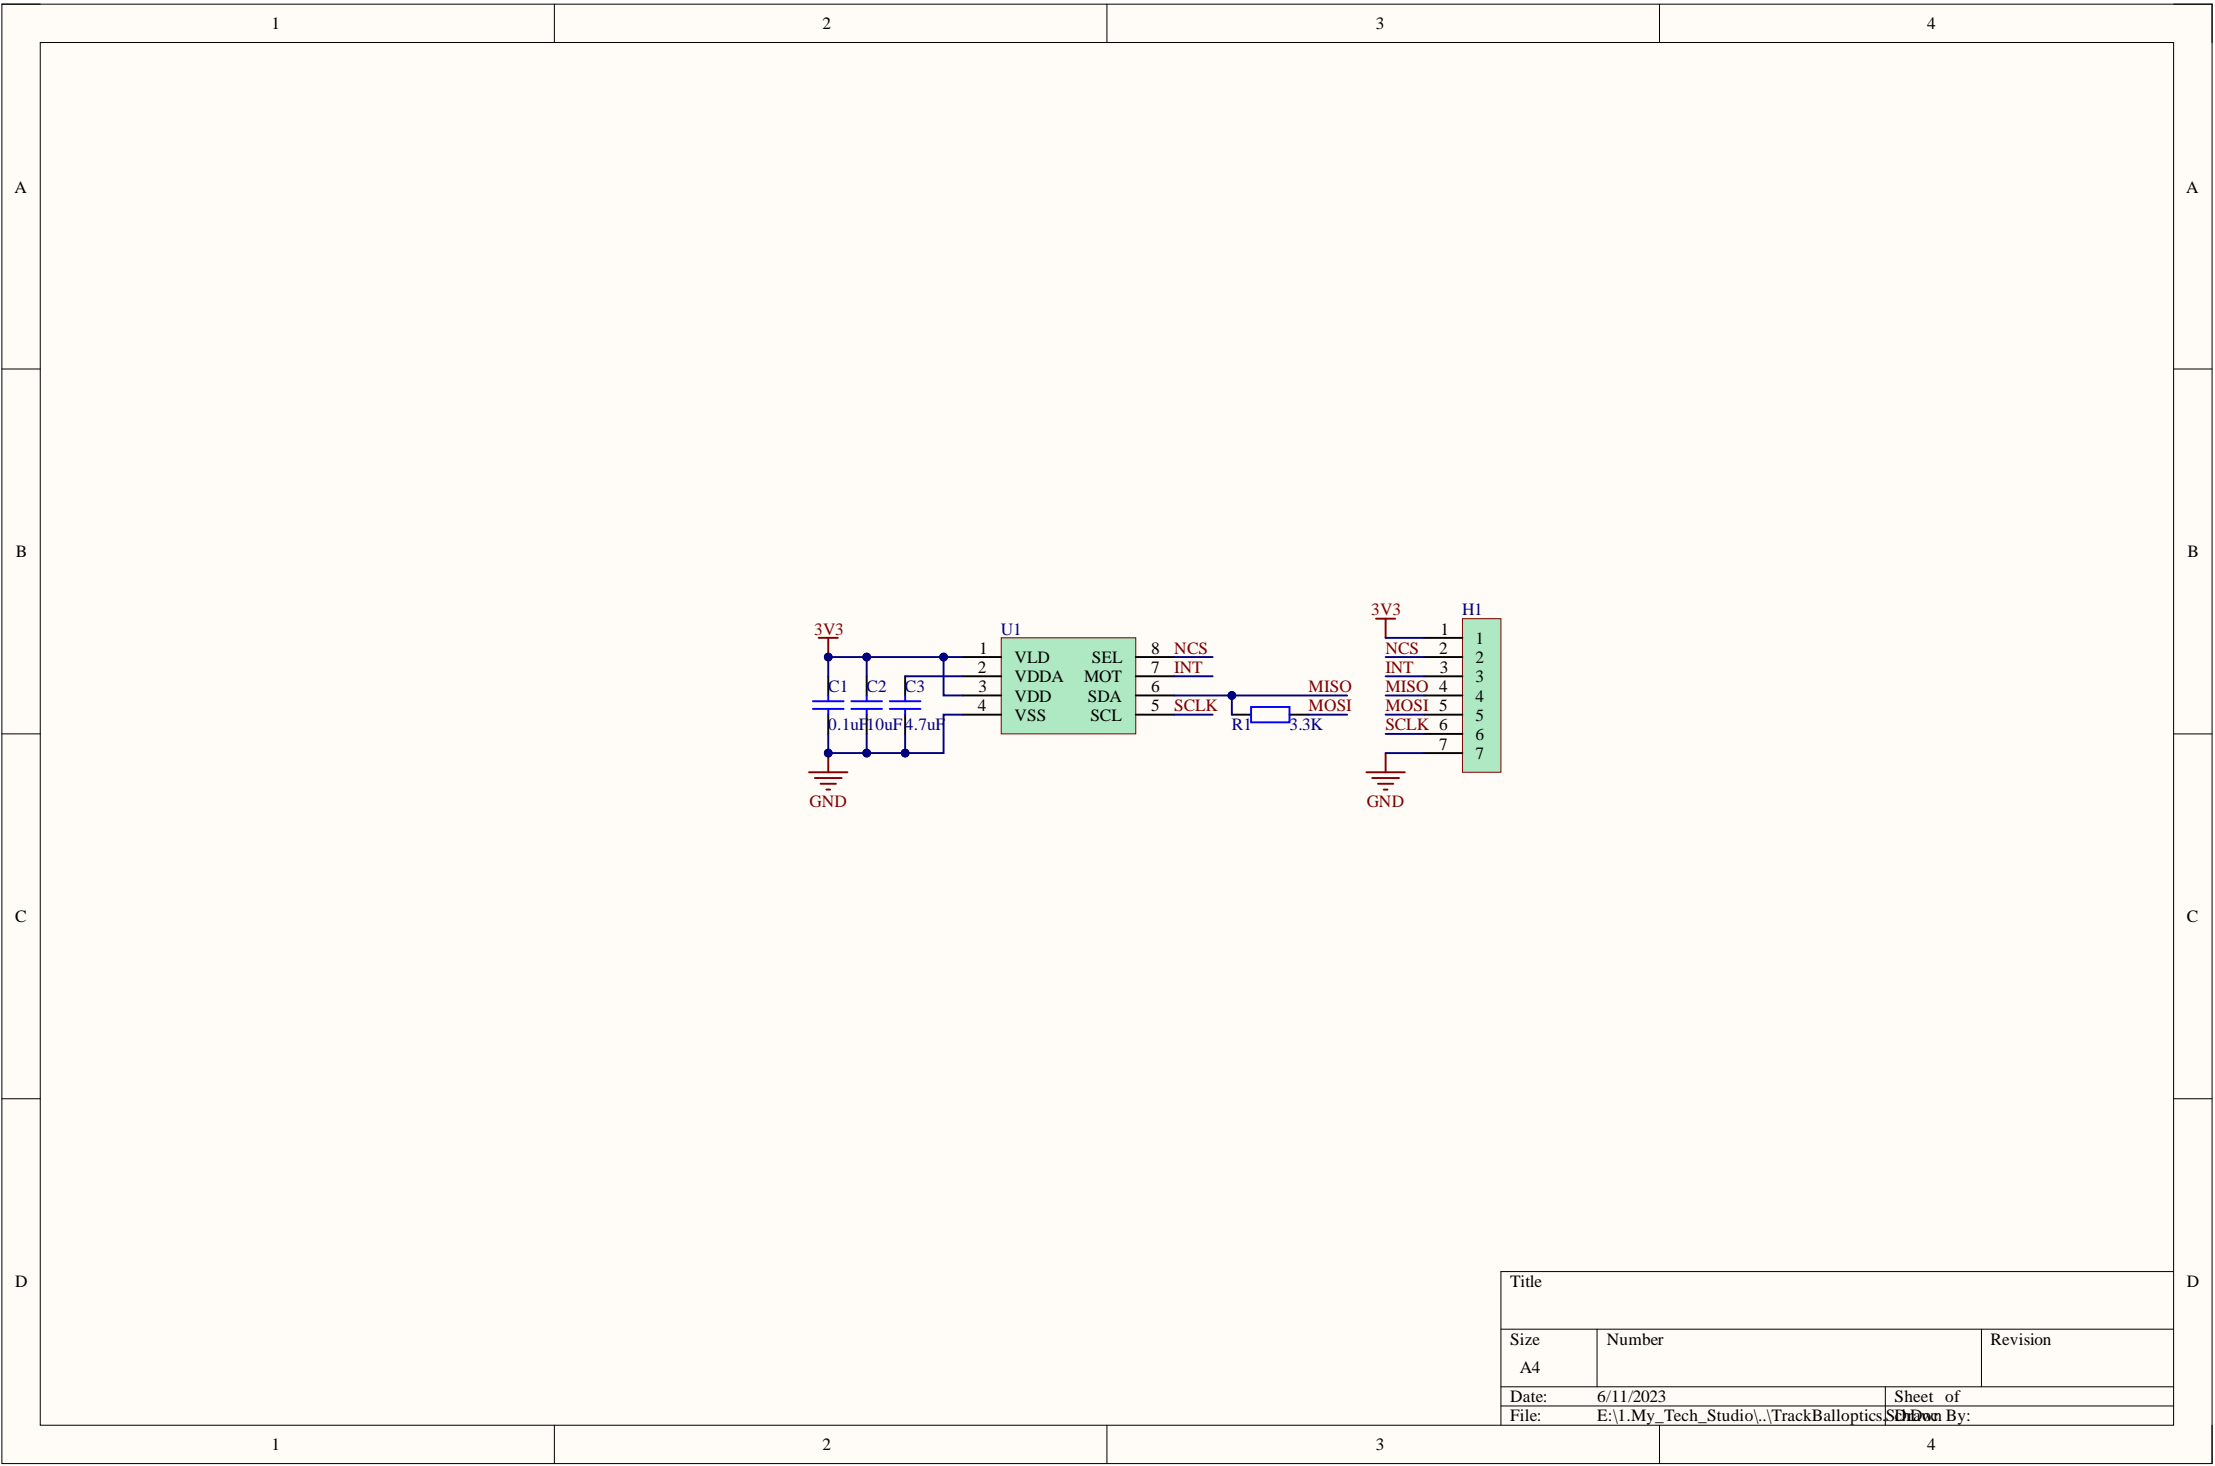 1 2 3 4
A A
B B
3V3 H1
3V3 U1
1 1
1 VLD SEL 8 NCS NCS 2 2
2 VDDA MOT 7 INT INT 3 3
C1 C2 C3 3 VDD SDA 6 MISO MISO 4 4
4 VSS SCL 5 SCLK MOSI MOSI 5 5
0.1uF 10uF 4.7uF R1 3.3K SCLK 6 6
7 7
GND GND
C C
D D
Title
Size Number Revision
A4
Date: 6/11/2023 Sheet of
File: E:\1.My_Tech_Studio\..\TrackBalloptics.SchDoc Drawn By:
1 2 3 4